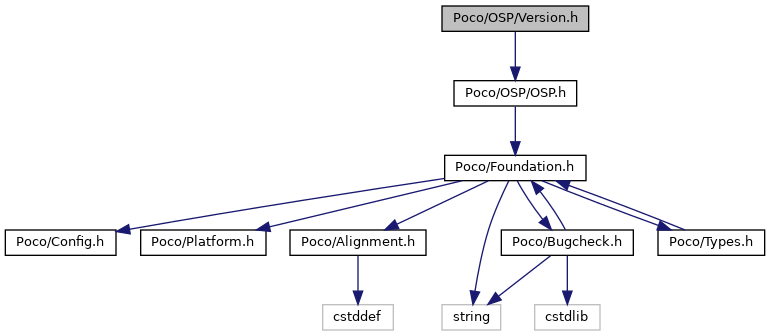 Poco/OSP/Version.h
Poco/OSP/OSP.h
Poco/Foundation.h
Poco/Config.h
Poco/Platform.h
Poco/Alignment.h
Poco/Bugcheck.h
Poco/Types.h
cstddef
string
cstdlib